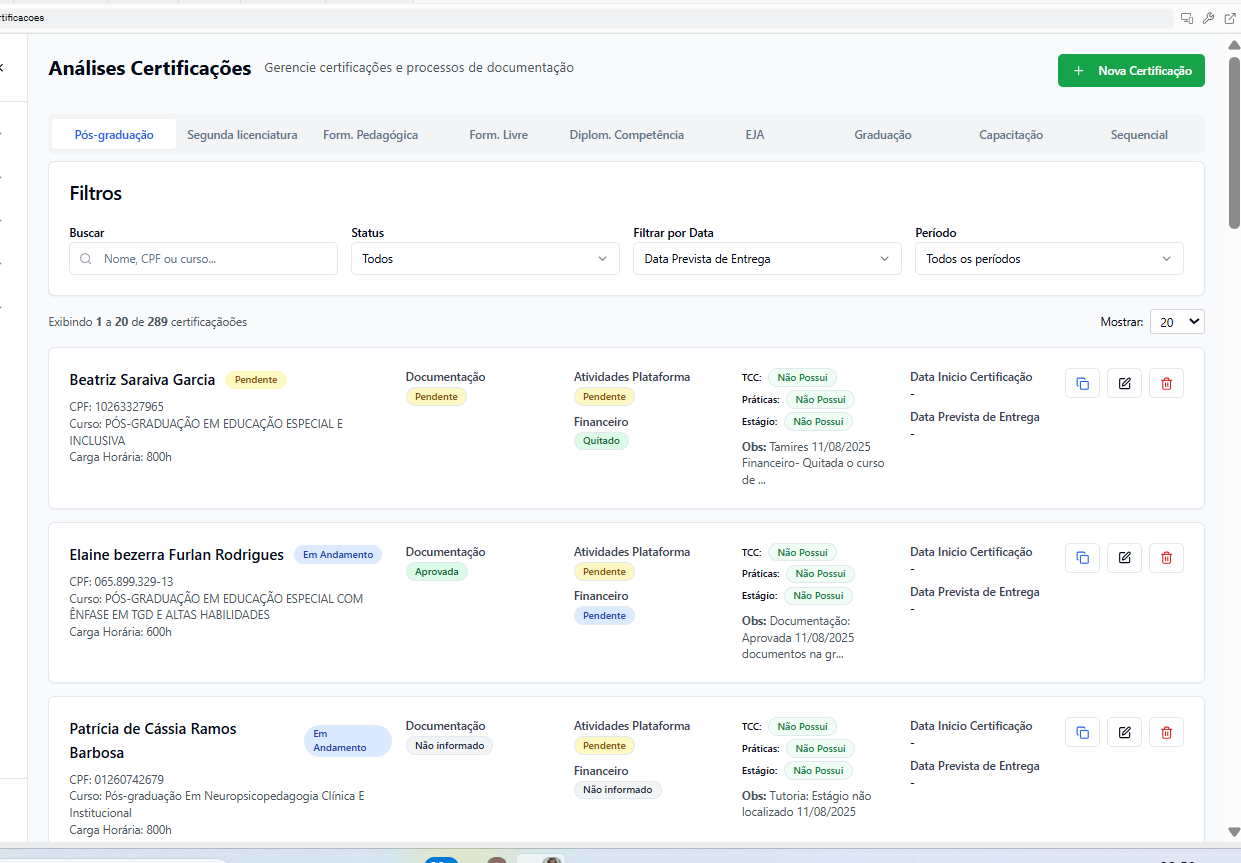 rtificacoes
Análises Certificações Gerencie certificações e processos de documentação
+ Nova Certificação
Pós-graduação Segunda licenciatura Form. Pedagógica Form. Livre Diplom. Competência EJA Graduação Capacitação Sequencial
Filtros
Buscar Status Filtrar por Data Período
Nome, CPF ou curso... Todos Data Prevista de Entrega Todos os períodos
Exibindo 1 a 20 de 289 certificaçãoões Mostrar: 20
Beatriz Saraiva Garcia Pendente
CPF: 10263327965
Curso: PÓS-GRADUAÇÃO EM EDUCAÇÃO ESPECIAL E
INCLUSIVA
Carga Horária: 800h
Documentação
Pendente
Atividades Plataforma
Pendente
Financeiro
Quitado
TCC: Não Possui
Práticas: Não Possui
Estágio: Não Possui
Obs: Tamires 11/08/2025
Financeiro- Quitada o curso
de ...
Data Inicio Certificação
-
Data Prevista de Entrega
-
Elaine bezerra Furlan Rodrigues Em Andamento
CPF: 065.899.329-13
Curso: PÓS-GRADUAÇÃO EM EDUCAÇÃO ESPECIAL COM
ÊNFASE EM TGD E ALTAS HABILIDADES
Carga Horária: 600h
Documentação
Aprovada
Atividades Plataforma
Pendente
Financeiro
Pendente
TCC: Não Possui
Práticas: Não Possui
Estágio: Não Possui
Obs: Documentação:
Aprovada 11/08/2025
documentos na gr...
Data Inicio Certificação
-
Data Prevista de Entrega
-
Patrícia de Cássia Ramos
Barbosa
Em
Andamento
CPF: 01260742679
Curso: Pós-graduação Em Neuropsicopedagogia Clínica E
Institucional
Carga Horária: 800h
Documentação
Não informado
Atividades Plataforma
Pendente
Financeiro
Não informado
TCC: Não Possui
Práticas: Não Possui
Estágio: Não Possui
Obs: Tutoria: Estágio não
localizado 11/08/2025
Data Inicio Certificação
-
Data Prevista de Entrega
-